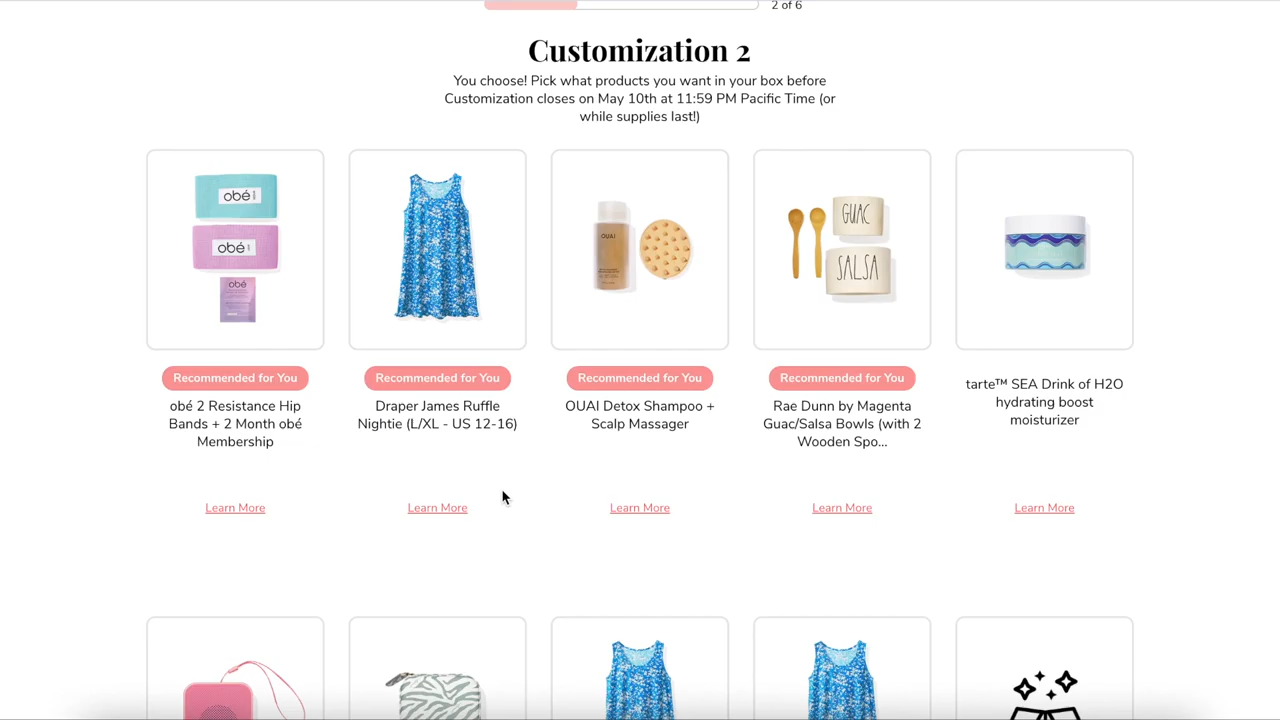 2 of 6
Customization 2
You choose! Pick what products you want in your box before
Customization closes on May 10th at 11:59 PM Pacific Time (or
while supplies last!)
obé
obé
obé
OUAI
GUAC
SALSA
Recommended for You
Recommended for You
Recommended for You
Recommended for You
obé 2 Resistance Hip
Bands + 2 Month obé
Membership
Draper James Ruffle
Nightie (L/XL - US 12-16)
OUAI Detox Shampoo +
Scalp Massager
Rae Dunn by Magenta
Guac/Salsa Bowls (with 2
Wooden Spo...
tarte™ SEA Drink of H2O
hydrating boost
moisturizer
Learn More
Learn More
Learn More
Learn More
Learn More